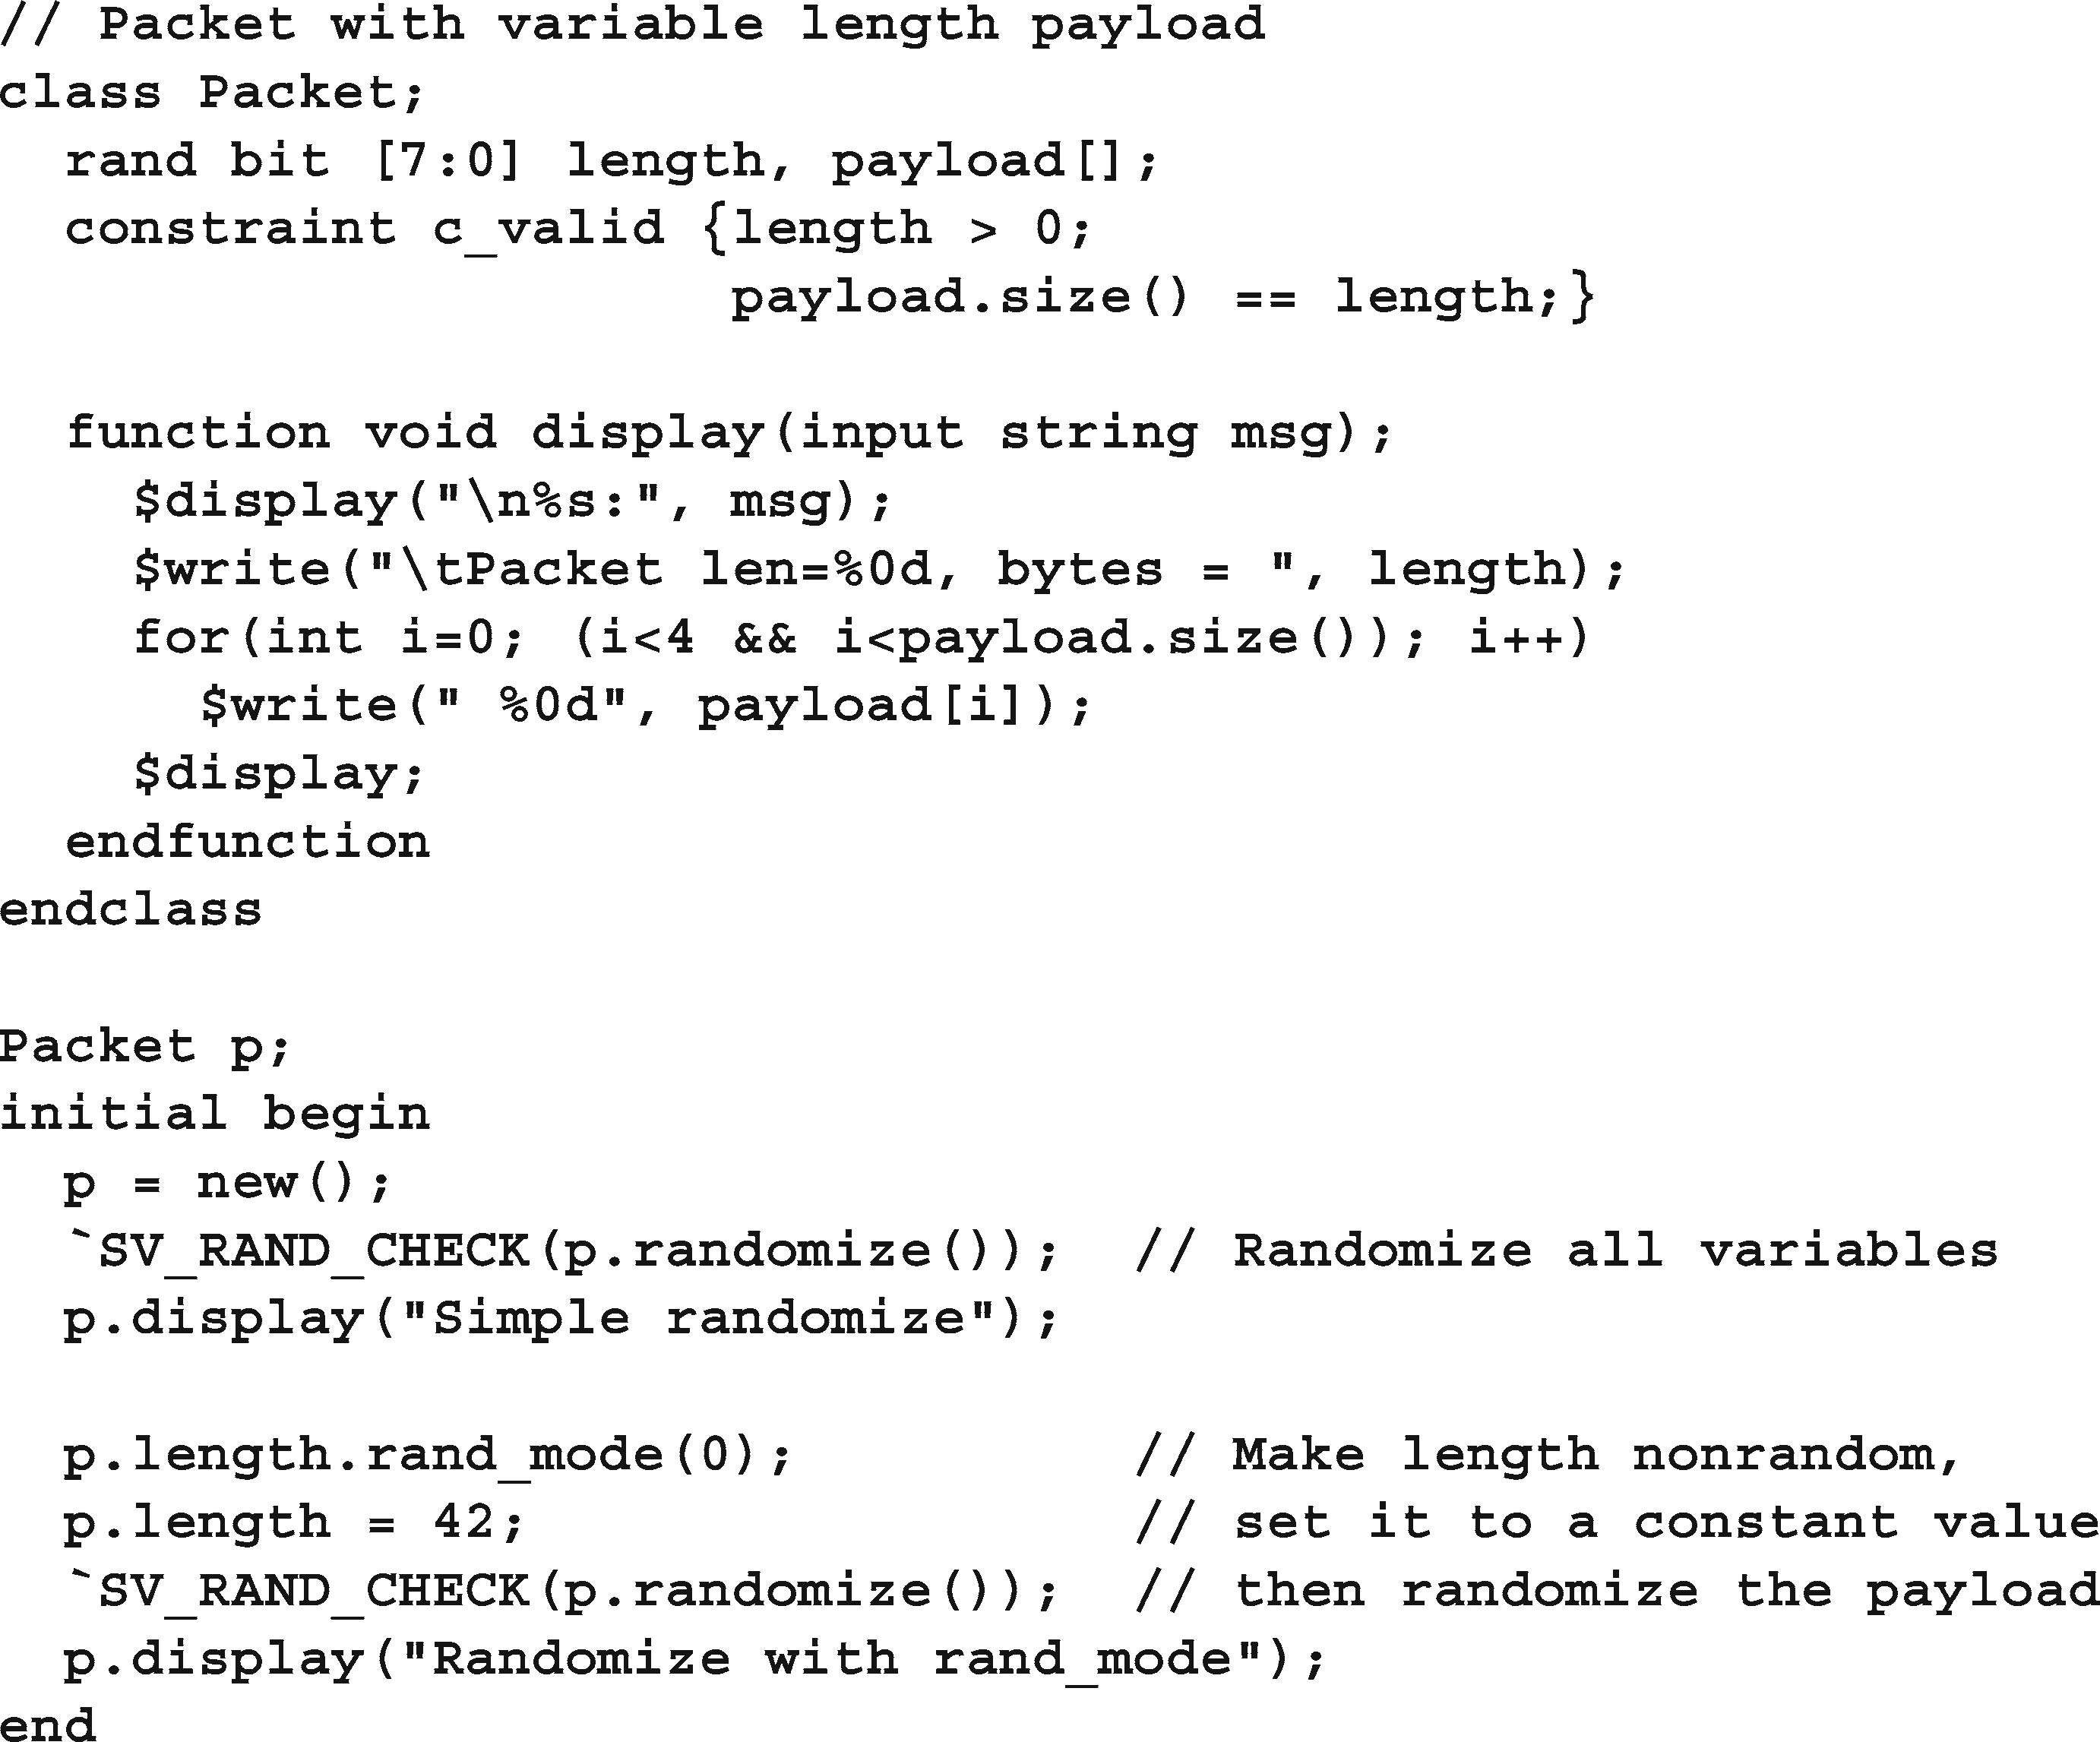 // Packet with variable length payload
class Packet;
  rand bit [7:0] length, payload[];
  constraint c_valid {length > 0;
                      payload.size() == length;}

  function void display(input string msg);
    $display("\n%s:", msg);
    $write("\tPacket len=%0d, bytes = ", length);
    for(int i=0; (i<4 && i<payload.size()); i++)
      $write(" %0d", payload[i]);
    $display;
  endfunction
endclass

Packet p;
initial begin
  p = new();
  `SV_RAND_CHECK(p.randomize());  // Randomize all variables
  p.display("Simple randomize");

  p.length.rand_mode(0);          // Make length nonrandom,
  p.length = 42;                  // set it to a constant value
  `SV_RAND_CHECK(p.randomize());  // then randomize the payload
  p.display("Randomize with rand_mode");
end